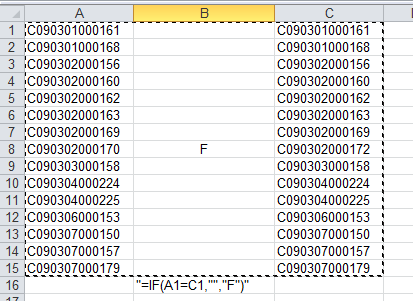 A B C
1 C090301000161 C090301000161
2 C090301000168 C090301000168
3 C090302000156 C090302000156
4 C090302000160 C090302000160
5 C090302000162 C090302000162
6 C090302000163 C090302000163
7 C090302000169 C090302000169
8 C090302000170 F C090302000172
9 C090303000158 C090303000158
10 C090304000224 C090304000224
11 C090304000225 C090304000225
12 C090306000153 C090306000153
13 C090307000150 C090307000150
14 C090307000157 C090307000157
15 C090307000179 C090307000179
16 "=IF(A1=C1,"","F")"